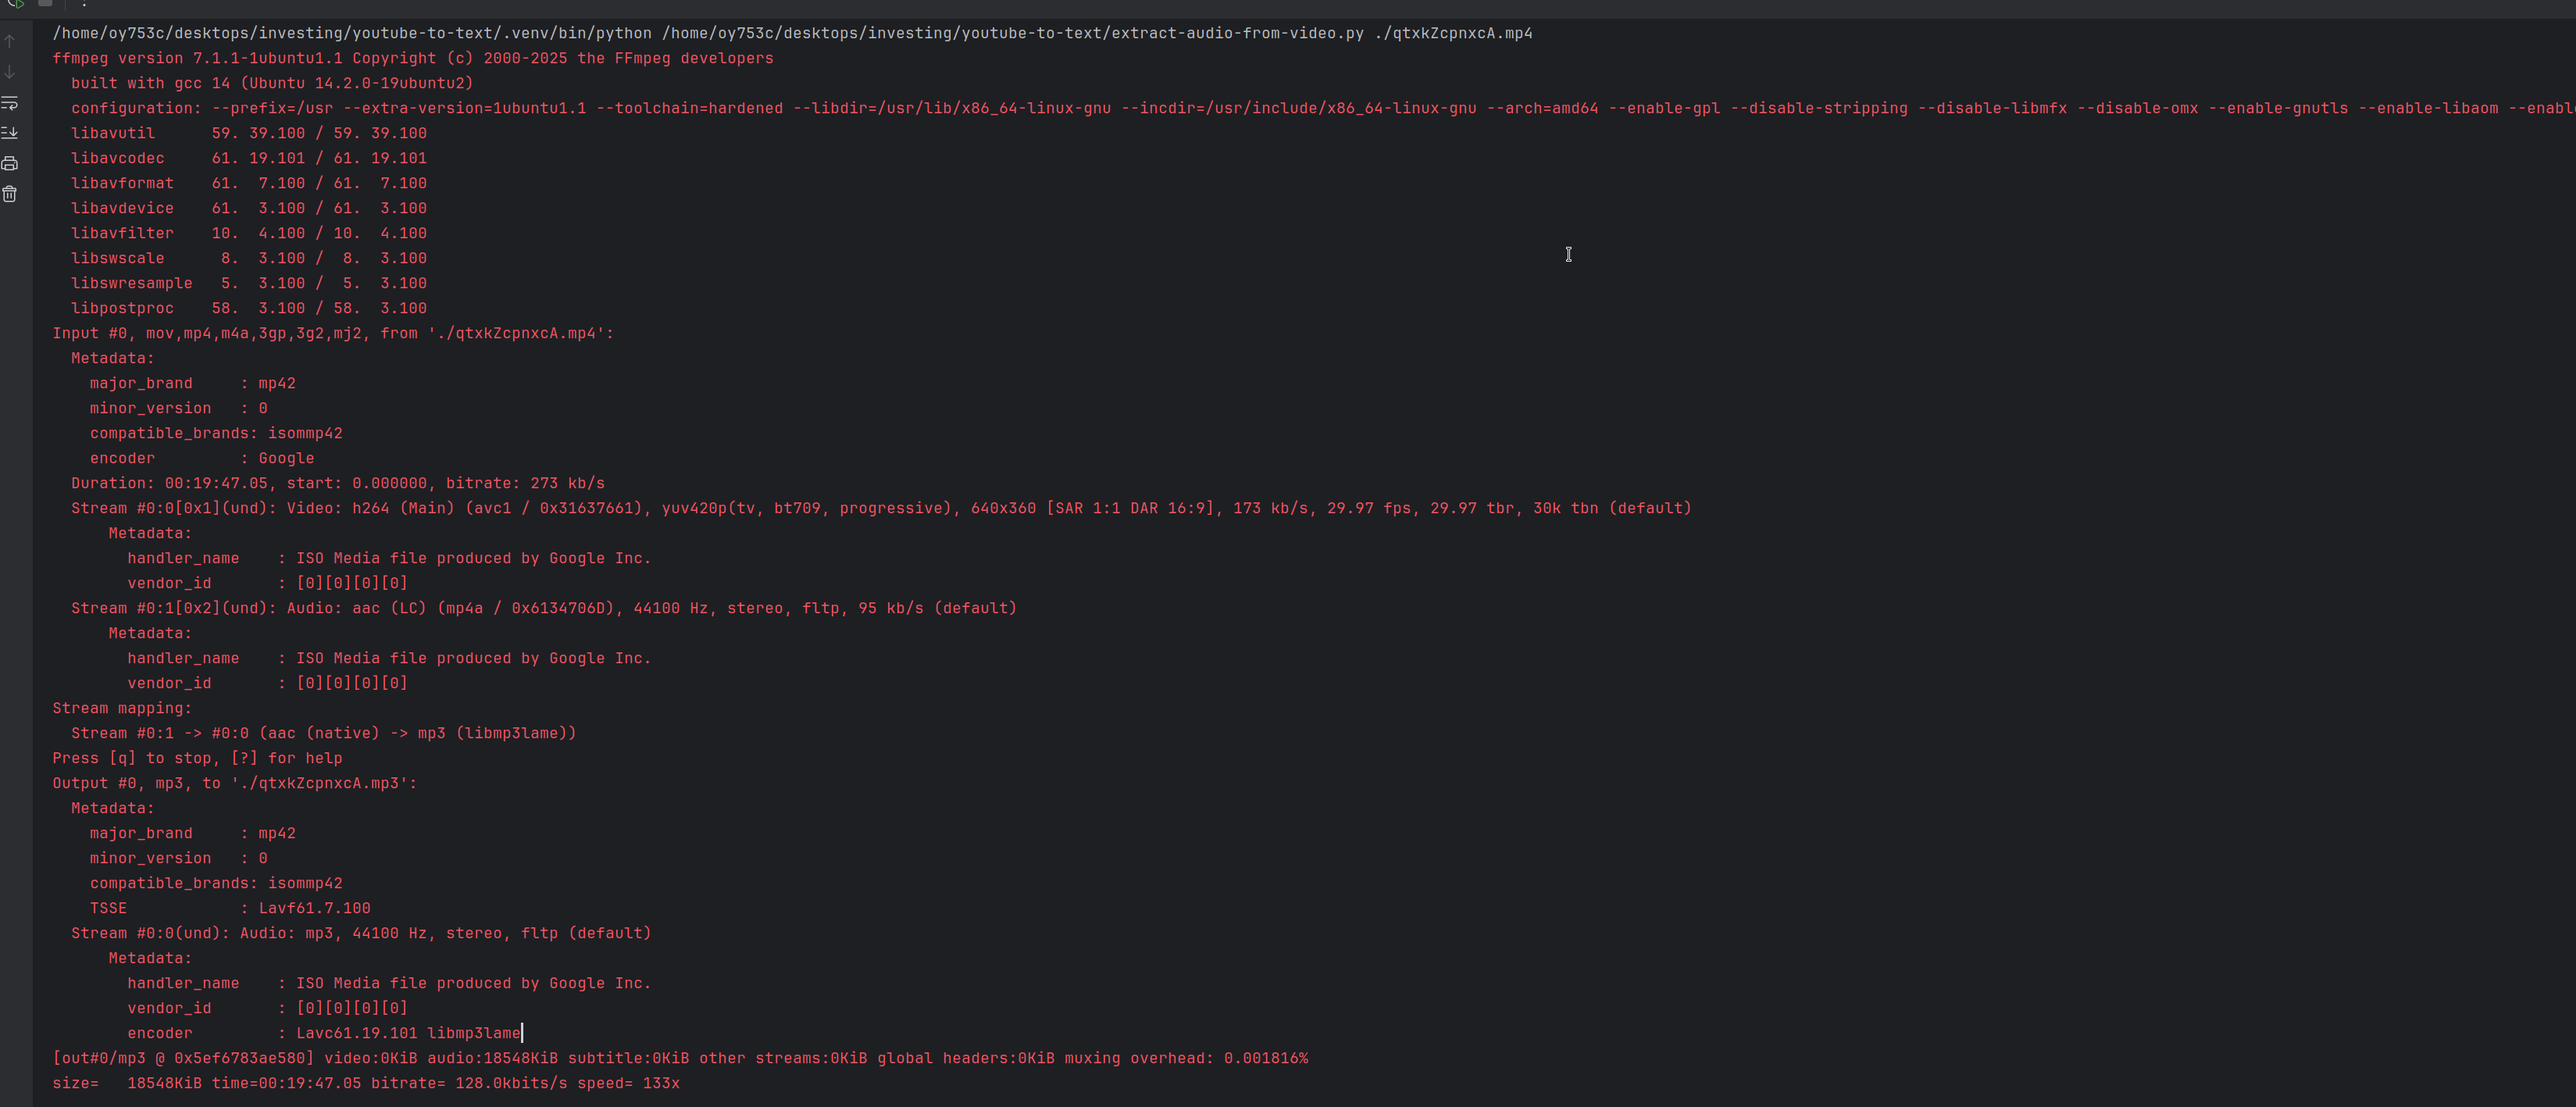 /home/oy753c/desktops/investing/youtube-to-text/.venv/bin/python /home/oy753c/desktops/investing/youtube-to-text/extract-audio-from-video.py ./qtxkZcpnxcA.mp4
ffmpeg version 7.1.1-1ubuntu1.1 Copyright (c) 2000-2025 the FFmpeg developers
  built with gcc 14 (Ubuntu 14.2.0-19ubuntu2)
  configuration: --prefix=/usr --extra-version=1ubuntu1.1 --toolchain=hardened --libdir=/usr/lib/x86_64-linux-gnu --incdir=/usr/include/x86_64-linux-gnu --arch=amd64 --enable-gpl --disable-stripping --disable-libmfx --disable-omx --enable-gnutls --enable-libaom --enabl
  libavutil      59. 39.100 / 59. 39.100
  libavcodec     61. 19.101 / 61. 19.101
  libavformat    61.  7.100 / 61.  7.100
  libavdevice    61.  3.100 / 61.  3.100
  libavfilter    10.  4.100 / 10.  4.100
  libswscale      8.  3.100 /  8.  3.100
  libswresample   5.  3.100 /  5.  3.100
  libpostproc    58.  3.100 / 58.  3.100
Input #0, mov,mp4,m4a,3gp,3g2,mj2, from './qtxkZcpnxcA.mp4':
  Metadata:
    major_brand     : mp42
    minor_version   : 0
    compatible_brands: isommp42
    encoder         : Google
  Duration: 00:19:47.05, start: 0.000000, bitrate: 273 kb/s
  Stream #0:0[0x1](und): Video: h264 (Main) (avc1 / 0x31637661), yuv420p(tv, bt709, progressive), 640x360 [SAR 1:1 DAR 16:9], 173 kb/s, 29.97 fps, 29.97 tbr, 30k tbn (default)
      Metadata:
        handler_name    : ISO Media file produced by Google Inc.
        vendor_id       : [0][0][0][0]
  Stream #0:1[0x2](und): Audio: aac (LC) (mp4a / 0x6134706D), 44100 Hz, stereo, fltp, 95 kb/s (default)
      Metadata:
        handler_name    : ISO Media file produced by Google Inc.
        vendor_id       : [0][0][0][0]
Stream mapping:
  Stream #0:1 -> #0:0 (aac (native) -> mp3 (libmp3lame))
Press [q] to stop, [?] for help
Output #0, mp3, to './qtxkZcpnxcA.mp3':
  Metadata:
    major_brand     : mp42
    minor_version   : 0
    compatible_brands: isommp42
    TSSE            : Lavf61.7.100
  Stream #0:0(und): Audio: mp3, 44100 Hz, stereo, fltp (default)
      Metadata:
        handler_name    : ISO Media file produced by Google Inc.
        vendor_id       : [0][0][0][0]
        encoder         : Lavc61.19.101 libmp3lame
[out#0/mp3 @ 0x5ef6783ae580] video:0KiB audio:18548KiB subtitle:0KiB other streams:0KiB global headers:0KiB muxing overhead: 0.001816%
size=   18548KiB time=00:19:47.05 bitrate= 128.0kbits/s speed= 133x